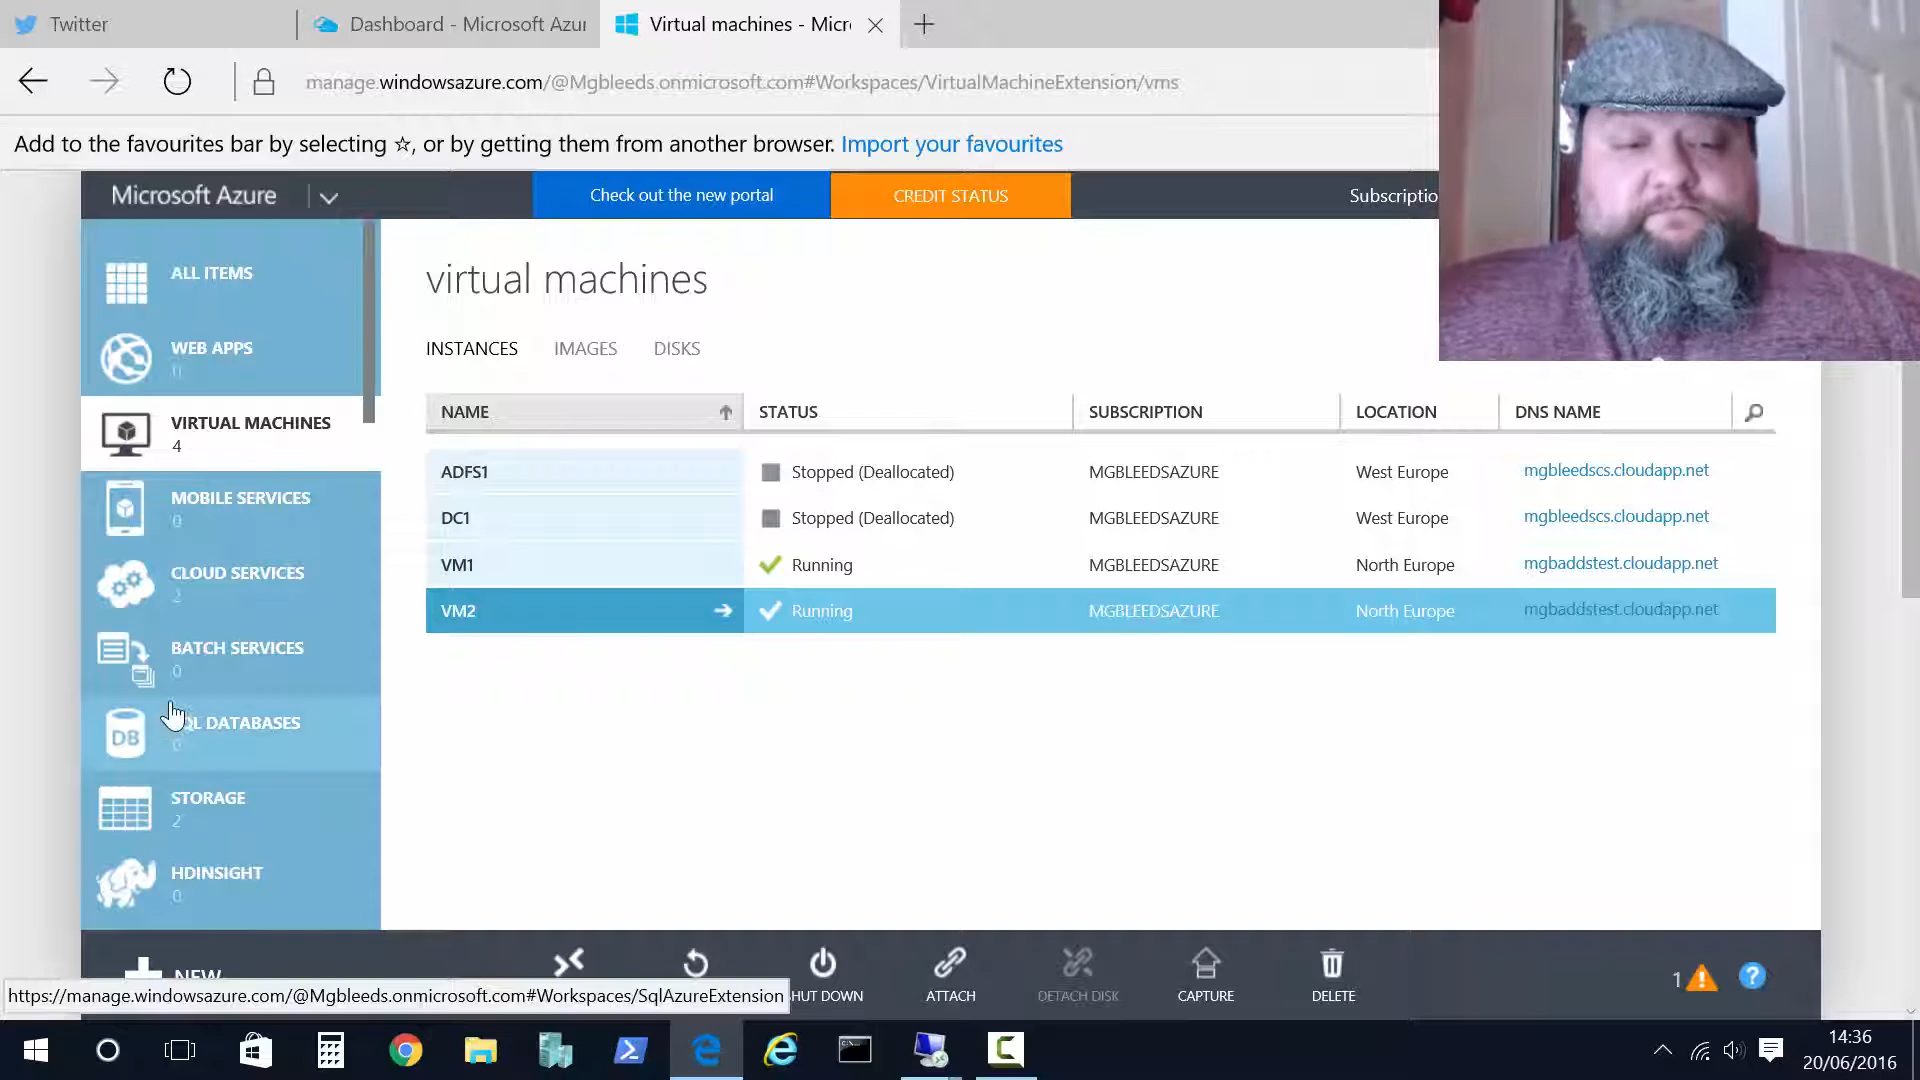 Twitter
Dashboard - Microsoft Azur
Virtual machines - Micr
manage.windowsazure.com/@Mgbleeds.onmicrosoft.com#Workspaces/VirtualMachineExtension/vms
Add to the favourites bar by selecting ☆, or by getting them from another browser. Import your favourites
Microsoft Azure
Check out the new portal
CREDIT STATUS
Subscriptio
ALL ITEMS
WEB APPS
0
VIRTUAL MACHINES
4
MOBILE SERVICES
0
CLOUD SERVICES
2
BATCH SERVICES
0
QL DATABASES
0
DB
STORAGE
2
HDINSIGHT
0
virtual machines
INSTANCES IMAGES DISKS
NAME STATUS SUBSCRIPTION LOCATION DNS NAME
ADFS1 Stopped (Deallocated) MGBLEEDSAZURE West Europe mgbleedscs.cloudapp.net
DC1 Stopped (Deallocated) MGBLEEDSAZURE West Europe mgbleedscs.cloudapp.net
VM1 Running MGBLEEDSAZURE North Europe mgbaddstest.cloudapp.net
VM2 Running MGBLEEDSAZURE North Europe mgbaddstest.cloudapp.net
NEW
HUT DOWN
ATTACH
DETACH DISK
CAPTURE
DELETE
1
https://manage.windowsazure.com/@Mgbleeds.onmicrosoft.com#Workspaces/SqlAzureExtension
14:36
20/06/2016